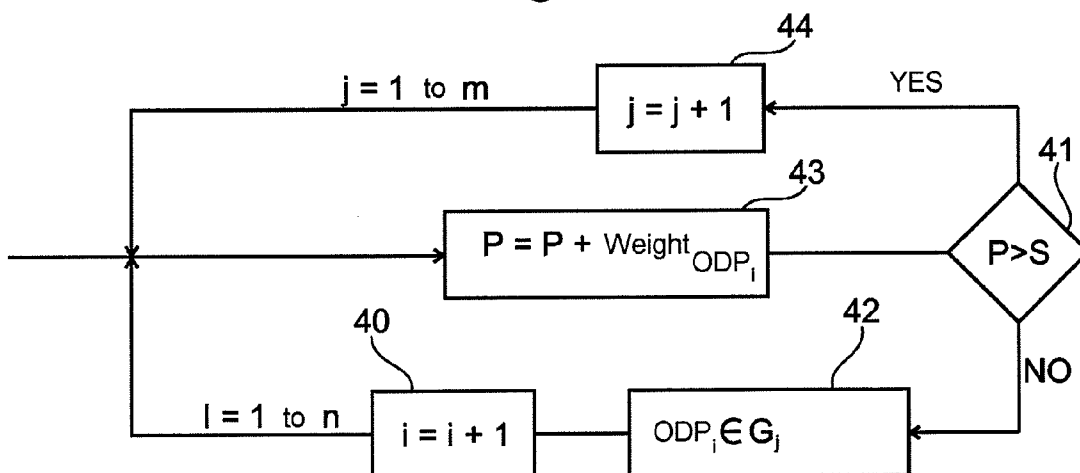 44
j = 1 to m
j = j + 1
YES
41
43
P = P + Weight ODPi
P>S
40
42
NO
I = 1 to n
i = i + 1
ODPi ∈ Gj